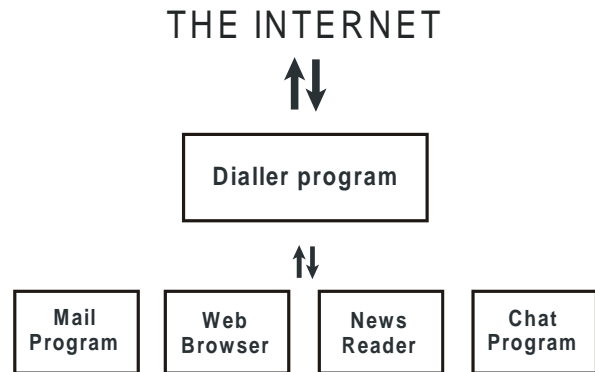 THE INTERNET
Dialler program
Mail
Program
Web
Browser
News
Reader
Chat
Program